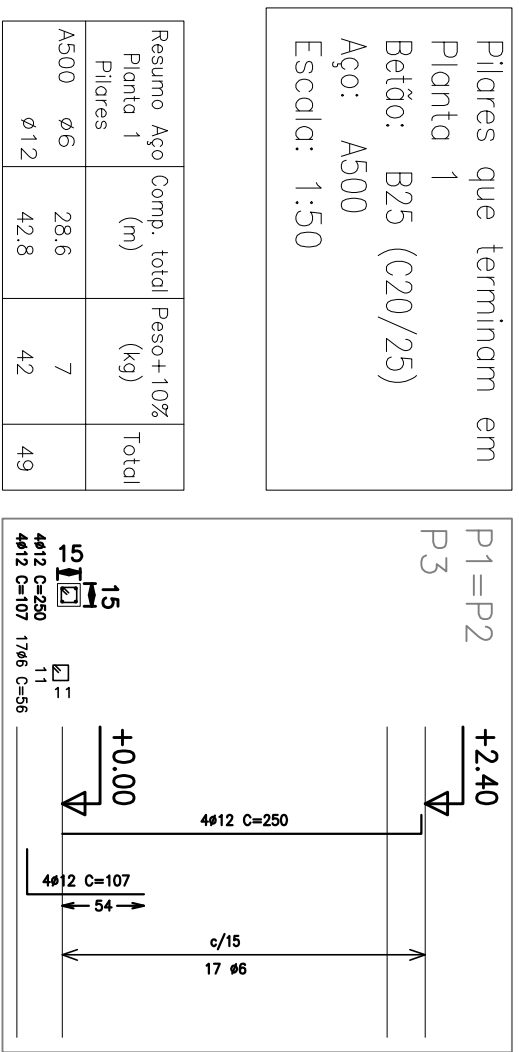 Pilares que terminam em
Planta 1
Betão: B25 (C20/25)
Aço: A500
Escala: 1:50
Resumo Aço Comp. total Peso+10% Total
Planta 1 (m) (kg)
Pilares
A500 ø6 28.6 7
ø12 42.8 42 49
P1=P2
P3
15
15
4ø12 C=250
4ø12 C=107
11
11
17ø6 C=56
+2.40
+0.00
4ø12 C=250
4ø12 C=107
54
c/15
17 ø6